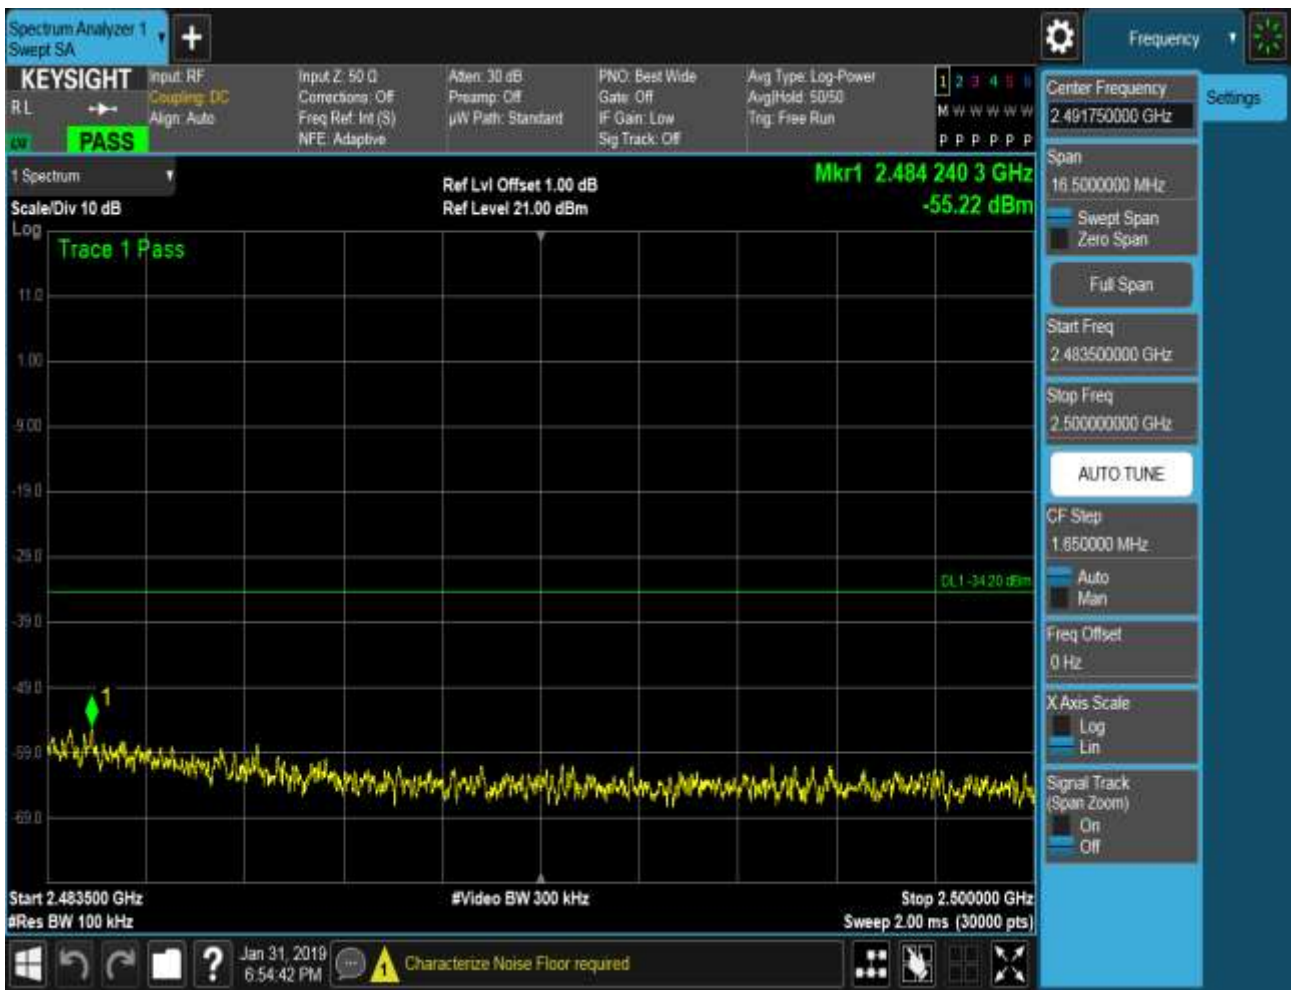 Spectrum Analyzer 1
Swept SA
+
Frequency
KEYSIGHT
R L
PASS
Input: RF
Coupling: DC
Align: Auto
Input Z: 50 Ω
Corrections: Off
Freq Ref: Int (S)
NFE: Adaptive
Atten: 30 dB
Preamp: Off
µW Path: Standard
PNO: Best Wide
Gate: Off
IF Gain: Low
Sig Track: Off
Avg Type: Log-Power
Avg|Hold: 50/50
Trig: Free Run
1 2 3 4 5 6
M W W W W W
P P P P P P
1 Spectrum
Scale/Div 10 dB
Ref Lvl Offset 1.00 dB
Ref Level 21.00 dBm
Mkr1 2.484 240 3 GHz
-55.22 dBm
Log
Trace 1 Pass
11.0
1.00
-9.00
-19.0
-29.0
DL1 -34.20 dBm
-39.0
-49.0
1
-59.0
-69.0
Start 2.483500 GHz
#Res BW 100 kHz
#Video BW 300 kHz
Stop 2.500000 GHz
Sweep 2.00 ms (30000 pts)
Center Frequency
2.491750000 GHz
Settings
Span
16.5000000 MHz
Swept Span
Zero Span
Full Span
Start Freq
2.483500000 GHz
Stop Freq
2.500000000 GHz
AUTO TUNE
CF Step
1.650000 MHz
Auto
Man
Freq Offset
0 Hz
X Axis Scale
Log
Lin
Signal Track
(Span Zoom)
On
Off
?
Jan 31, 2019
6:54:42 PM
1
Characterize Noise Floor required